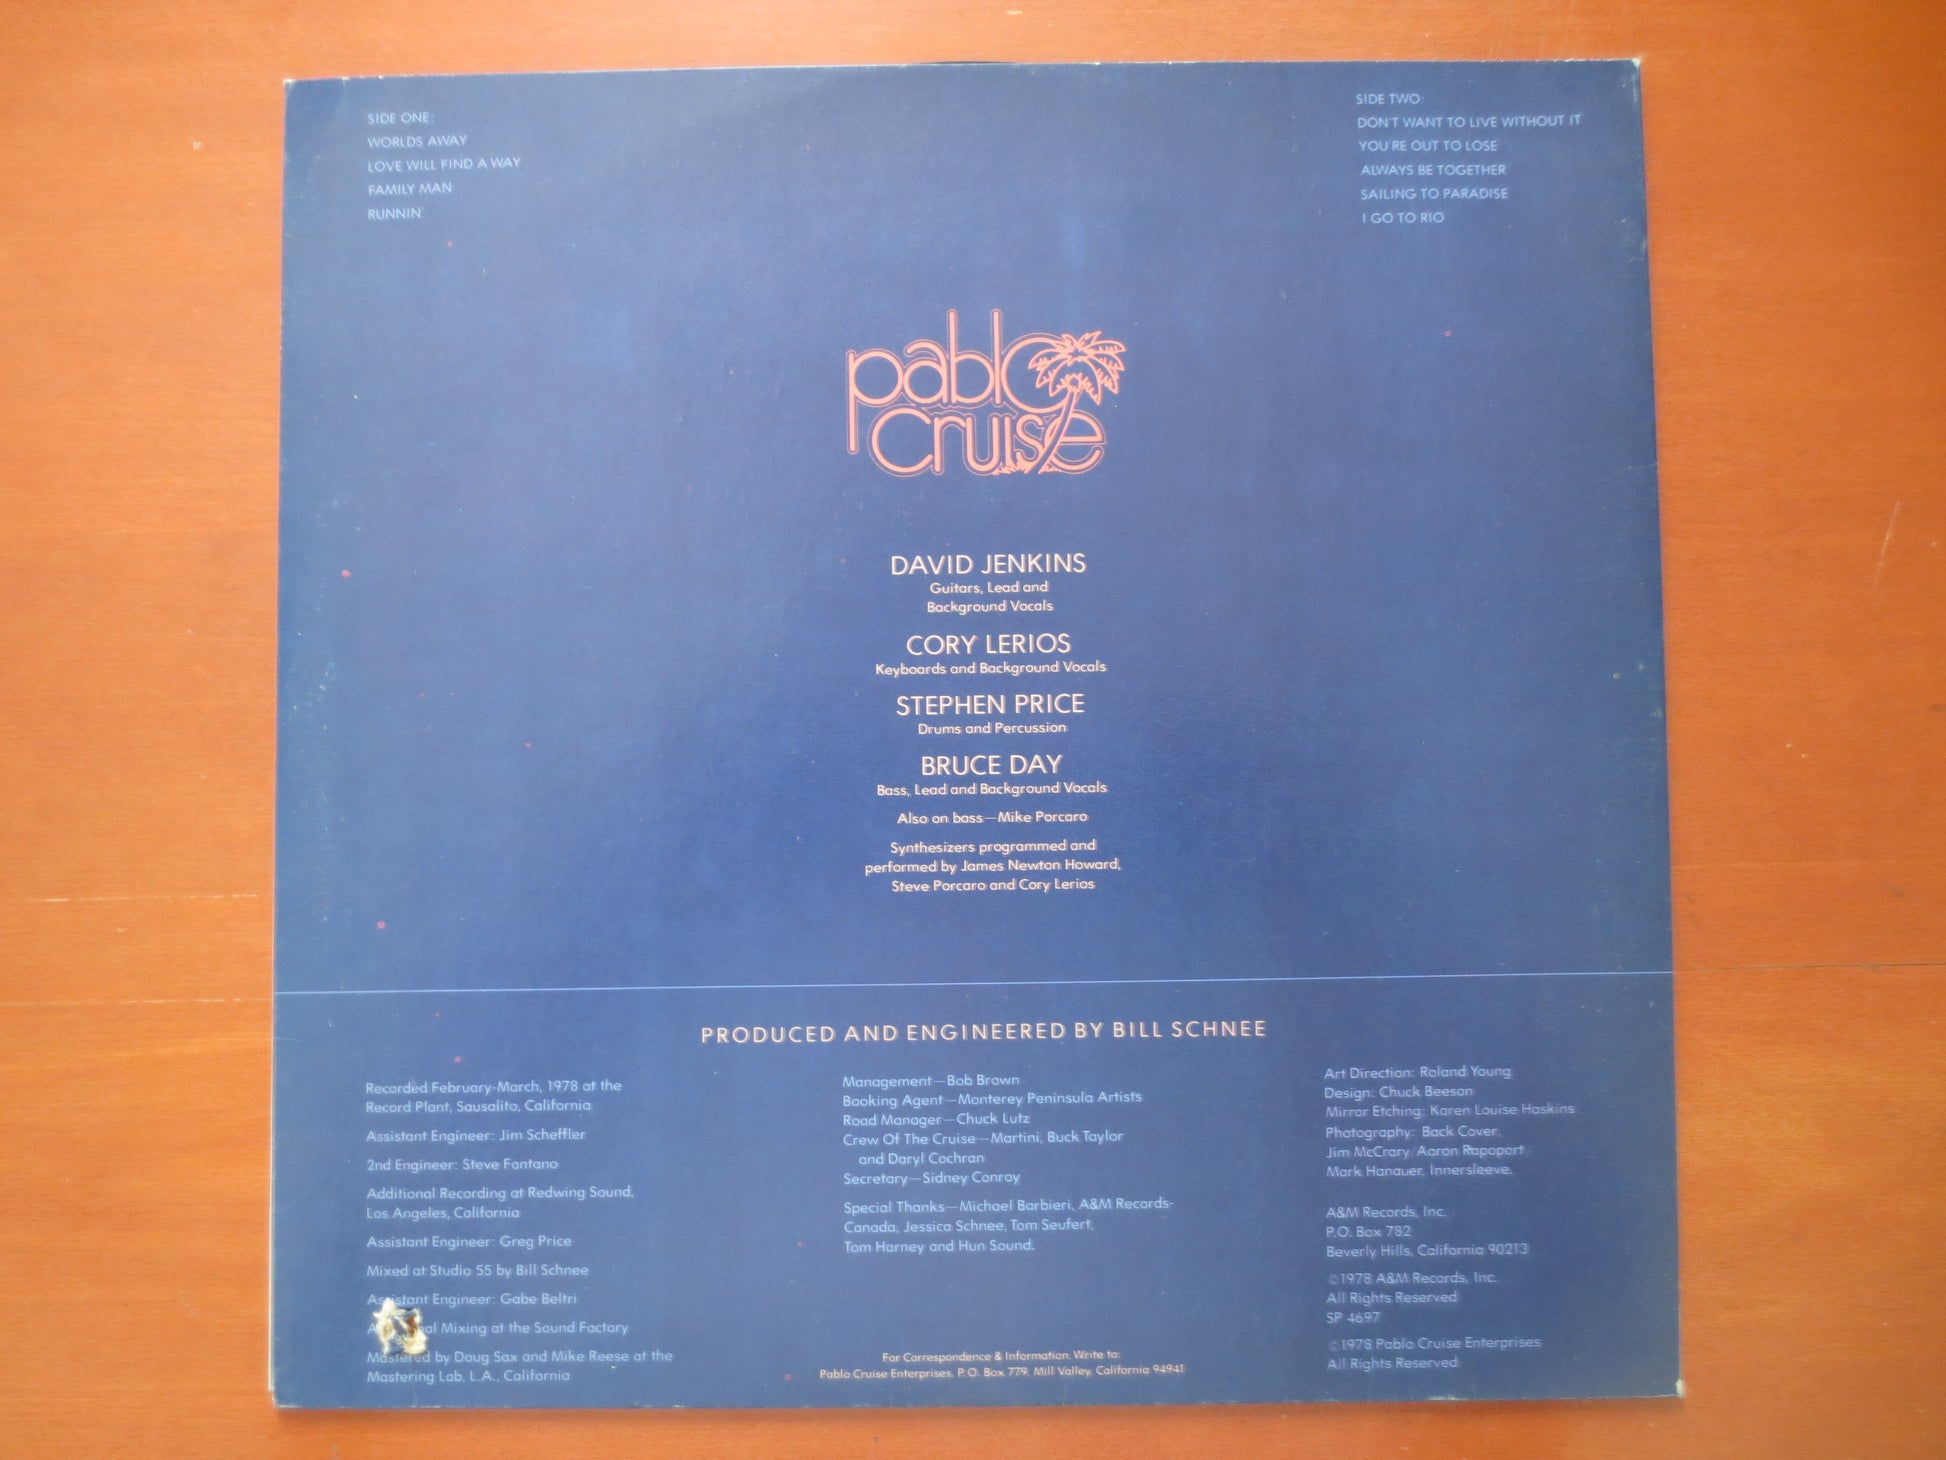 SIDE ONE:
WORLDS AWAY
LOVE WILL FIND A WAY
FAMILY MAN
RUNNIN'
SIDE TWO:
DON'T WANT TO LIVE WITHOUT IT
YOU'RE OUT TO LOSE
ALWAYS BE TOGETHER
SAILING TO PARADISE
I GO TO RIO
pablo
cruise
DAVID JENKINS
Guitars, Lead and
Background Vocals
CORY LERIOS
Keyboards and Background Vocals
STEPHEN PRICE
Drums and Percussion
BRUCE DAY
Bass, Lead and Background Vocals
Also on bass—Mike Porcaro
Synthesizers programmed and
performed by James Newton Howard,
Steve Porcaro and Cory Lerios
PRODUCED AND ENGINEERED BY BILL SCHNEE
Recorded February-March, 1978 at the
Record Plant, Sausalito, California
Assistant Engineer: Jim Scheffler
2nd Engineer: Steve Fontano
Additional Recording at Redwing Sound,
Los Angeles, California
Assistant Engineer: Greg Price
Mixed at Studio 55 by Bill Schnee
Assistant Engineer: Gabe Beltri
Mixing at the Sound Factory
Mastered by Doug Sax and Mike Reese at the
Mastering Lab, L.A., California
Management—Bob Brown
Booking Agent—Monterey Peninsula Artists
Road Manager—Chuck Lutz
Crew Of The Cruise—Martini, Buck Taylor
and Daryl Cochran
Secretary—Sidney Conroy
Special Thanks—Michael Barbieri, A&M Records-
Canada, Jessica Schnee, Tom Seufert,
Tom Harney and Hun Sound.
For Correspondence & Information, Write to:
Pablo Cruise Enterprises, P.O. Box 779, Mill Valley, California 94941
Art Direction: Roland Young
Design: Chuck Beeson
Mirror Etching: Karen Louise Haskins
Photography: Back Cover,
Jim McCrary/Aaron Rapoport
Mark Hanauer, Innersleeve.
A&M Records, Inc.
P.O. Box 782
Beverly Hills, California 90213
©1978 A&M Records, Inc.
All Rights Reserved
SP 4697
©1978 Pablo Cruise Enterprises
All Rights Reserved